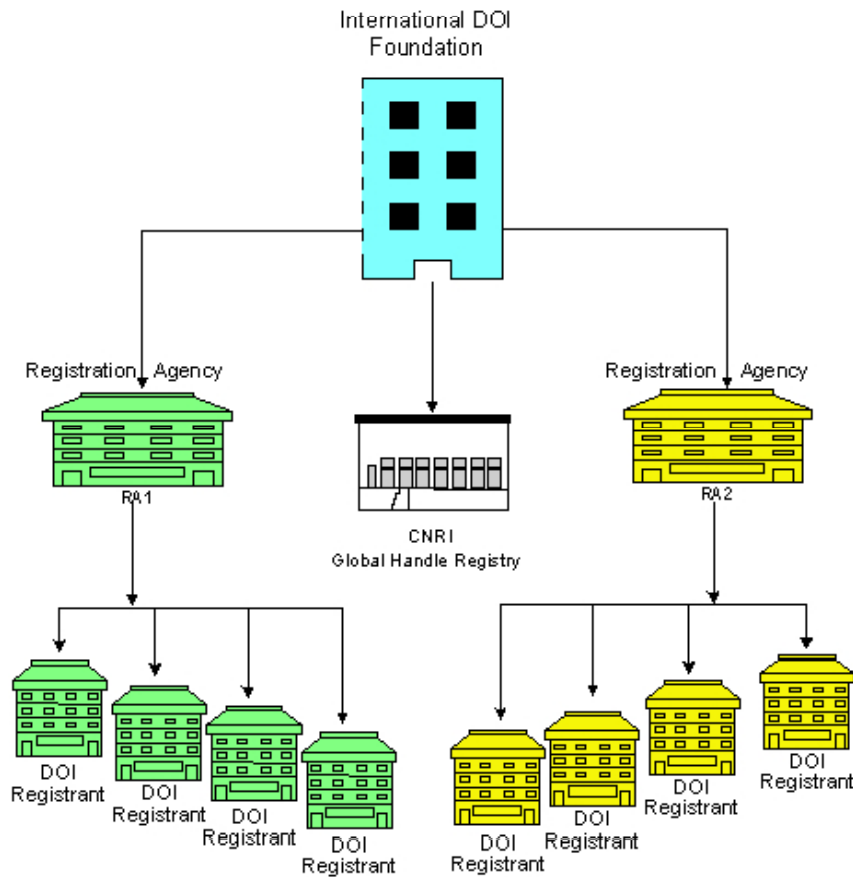 International DOI
Foundation
Registration Agency
Registration Agency
RA1
RA2
CNRI
Global Handle Registry
DOI
Registrant
DOI
Registrant
DOI
Registrant
DOI
Registrant
DOI
Registrant
DOI
Registrant
DOI
Registrant
DOI
Registrant